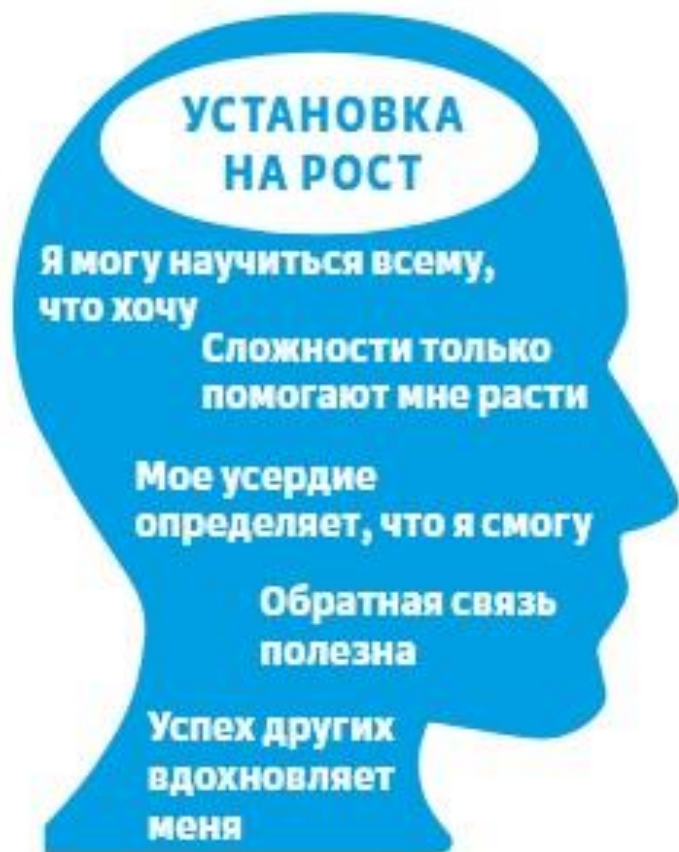 УСТАНОВКА
НА РОСТ
Я могу научиться всему,
что хочу
Сложности только
помогают мне расти
Мое усердие
определяет, что я смогу
Обратная связь
полезна
Успех других
вдохновляет
меня